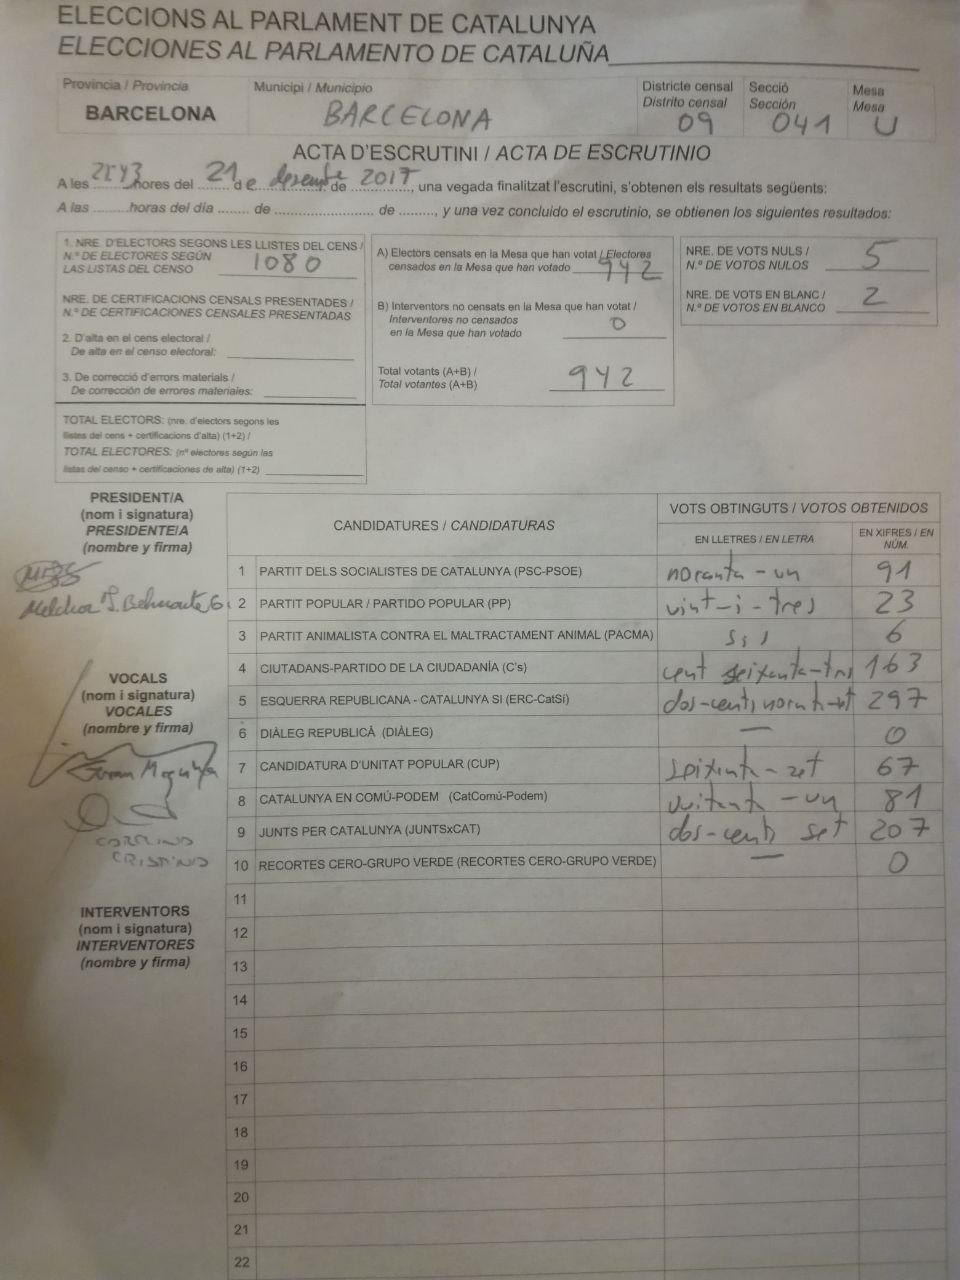 ELECCIONS AL PARLAMENT DE CATALUNYA
ELECCIONES AL PARLAMENTO DE CATALUÑA
Provincia / Provincia
BARCELONA
Municipi / Municipio
BARCELONA
Districte censal
Distrito censal
09
Secció
Sección
041
Mesa
Mesa
U
ACTA D'ESCRUTINI / ACTA DE ESCRUTINIO
A les hores del 21 de desembre de 2017, una vegada finalitzat l'escrutini, s'obtenen els resultats següents:
A las .........horas del día ........ de ........................ de ........., y una vez concluido el escrutinio, se obtienen los siguientes resultados:
1. NRE. D'ELECTORS SEGONS LES LLISTES DEL CENS /
N.º DE ELECTORES SEGÚN
LAS LISTAS DEL CENSO 1080
NRE. DE CERTIFICACIONS CENSALS PRESENTADES /
N.º DE CERTIFICACIONES CENSALES PRESENTADAS
2. D'alta en el cens electoral /
De alta en el censo electoral:
3. De correcció d'errors materials /
De corrección de errores materiales:
TOTAL ELECTORS: (nre. d'electors segons les
llistes del cens + certificacions d'alta) (1+2) /
TOTAL ELECTORES: (nº electores según las
listas del censo + certificaciones de alta) (1+2)
A) Electors censats en la Mesa que han votat / Electores
censados en la Mesa que han votado 942
B) Interventors no censats en la Mesa que han votat /
Interventores no censados
en la Mesa que han votado 0
Total votants (A+B) /
Total votantes (A+B) 942
NRE. DE VOTS NULS /
N.º DE VOTOS NULOS 5
NRE. DE VOTS EN BLANC /
N.º DE VOTOS EN BLANCO 2
PRESIDENT/A
(nom i signatura)
PRESIDENTE/A
(nombre y firma)
VOCALS
(nom i signatura)
VOCALES
(nombre y firma)
INTERVENTORS
(nom i signatura)
INTERVENTORES
(nombre y firma)
CANDIDATURES / CANDIDATURAS
VOTS OBTINGUTS / VOTOS OBTENIDOS
EN LLETRES / EN LETRA
EN XIFRES / EN NÚM.
1 PARTIT DELS SOCIALISTES DE CATALUNYA (PSC-PSOE) noranta-un 91
2 PARTIT POPULAR / PARTIDO POPULAR (PP) vint-i-tres 23
3 PARTIT ANIMALISTA CONTRA EL MALTRACTAMENT ANIMAL (PACMA) sis 6
4 CIUTADANS-PARTIDO DE LA CIUDADANÍA (C's) cent seixanta-tres 163
5 ESQUERRA REPUBLICANA - CATALUNYA SI (ERC-CatSí) dos-cents noranta-set 297
6 DIÀLEG REPUBLICÀ (DIÀLEG) — 0
7 CANDIDATURA D'UNITAT POPULAR (CUP) seixanta-set 67
8 CATALUNYA EN COMÚ-PODEM (CatComú-Podem) vuitanta-un 81
9 JUNTS PER CATALUNYA (JUNTSxCAT) dos-cents set 207
10 RECORTES CERO-GRUPO VERDE (RECORTES CERO-GRUPO VERDE) — 0
11
12
13
14
15
16
17
18
19
20
21
22